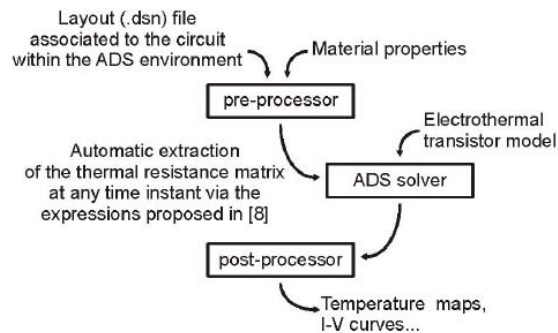 Layout (.dsn) file
associated to the circuit
within the ADS environment
Material properties
pre-processor
Electrothermal
transistor model
Automatic extraction
of the thermal resistance matrix
at any time instant via the
expressions proposed in [8]
ADS solver
post-processor
Temperature maps,
I-V curves...